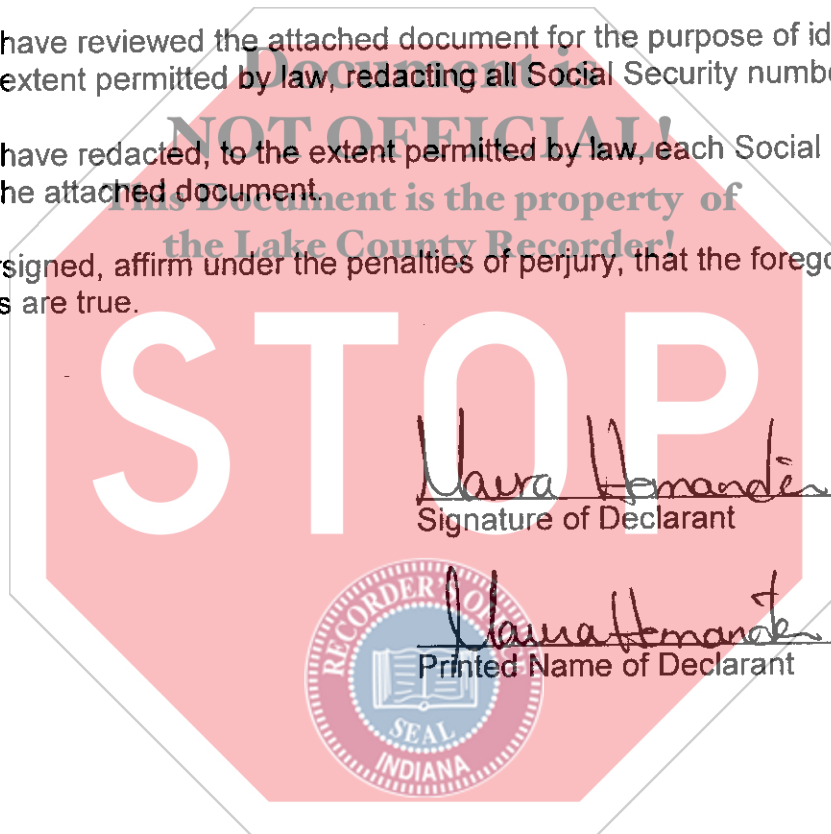 have reviewed the attached document for the purpose of id
extent permitted by law, redacting all Social Security numbe
Document is
have redacted, to the extent permitted by law, each Social
NOT OFFICIAL!
he attached document.
This Document is the property of
the Lake County Recorder!
rsigned, affirm under the penalties of perjury, that the forego
s are true.
STOP
Signature of Declarant
Printed Name of Declarant
RECORDER'S OFFICE
SEAL
INDIANA